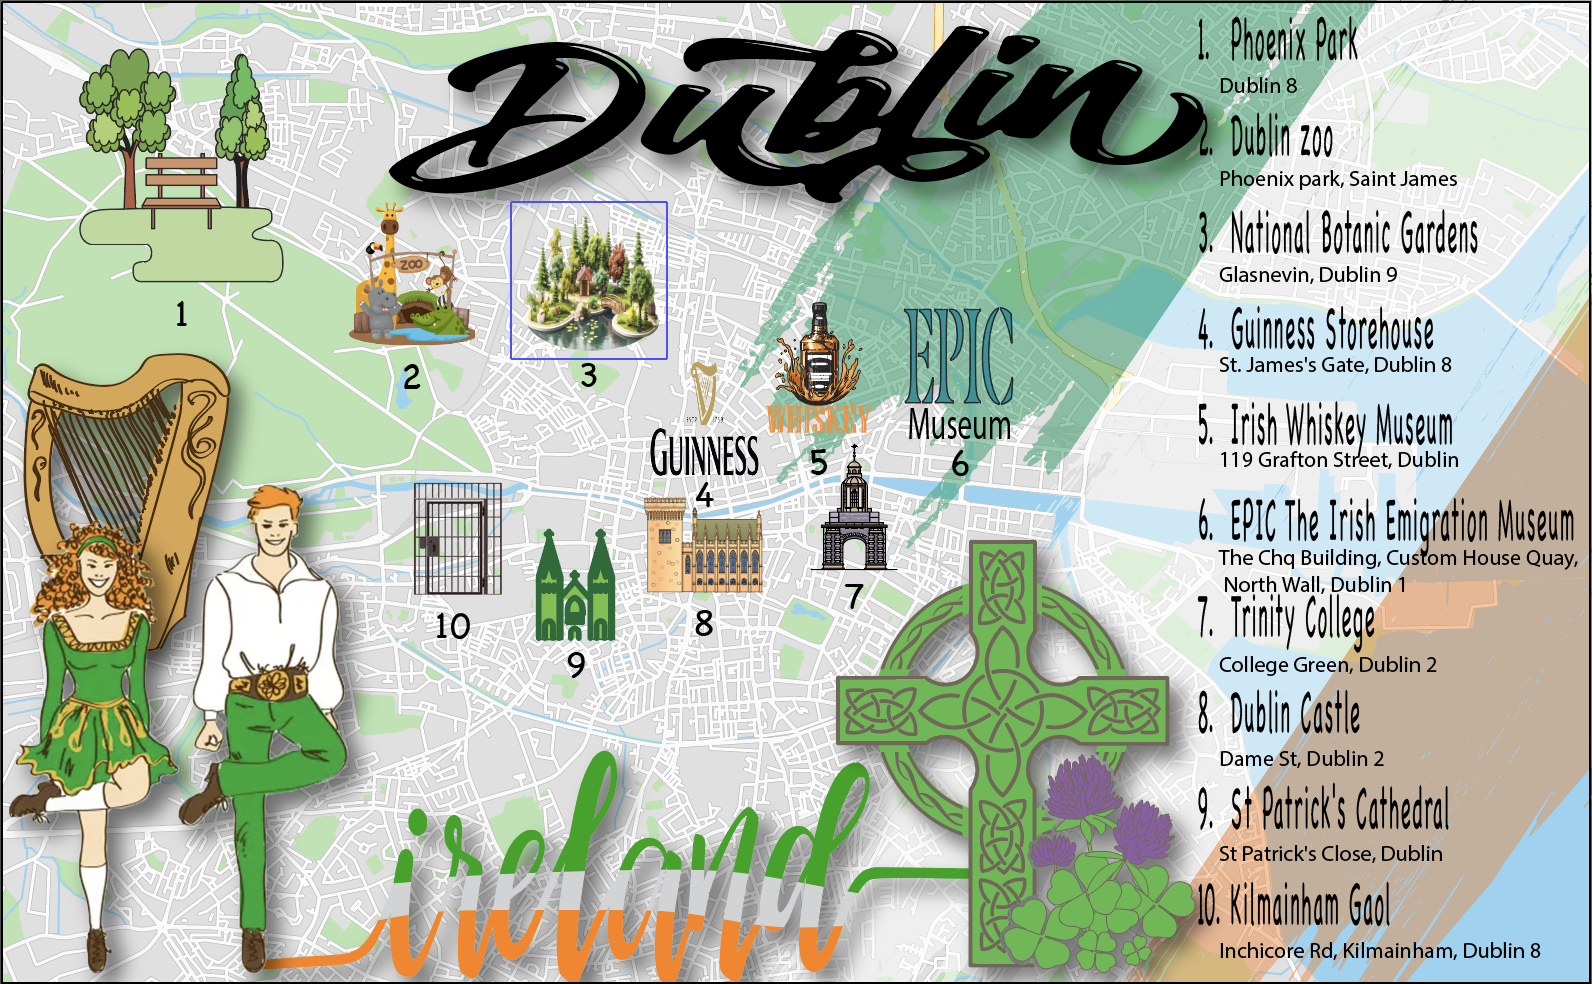 Dublin
1. Phoenix Park
Dublin 8
2. Dublin zoo
Phoenix park, Saint James
3. National Botanic Gardens
Glasnevin, Dublin 9
4. Guinness Storehouse
St. James's Gate, Dublin 8
5. Irish Whiskey Museum
119 Grafton Street, Dublin
6. EPIC The Irish Emigration Museum
The Chq Building, Custom House Quay,
North Wall, Dublin 1
7. Trinity College
College Green, Dublin 2
8. Dublin Castle
Dame St, Dublin 2
9. St Patrick's Cathedral
St Patrick's Close, Dublin
10. Kilmainham Gaol
Inchicore Rd, Kilmainham, Dublin 8
1
ZOO
2
3
GUINNESS
4
WHISKEY
5
EPIC
Museum
6
7
8
9
10
ireland